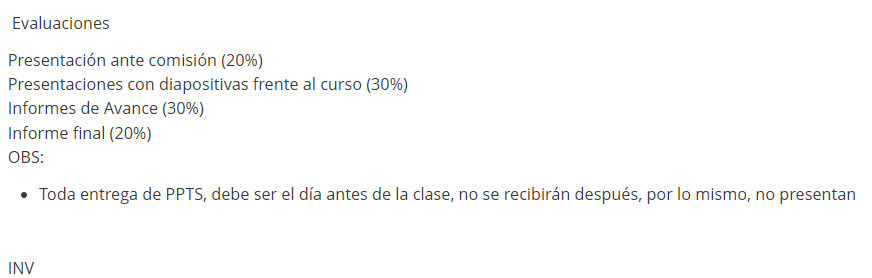 Evaluaciones
Presentación ante comisión (20%)
Presentaciones con diapositivas frente al curso (30%)
Informes de Avance (30%)
Informe final (20%)
OBS:
• Toda entrega de PPTS, debe ser el día antes de la clase, no se recibirán después, por lo mismo, no presentan
INV